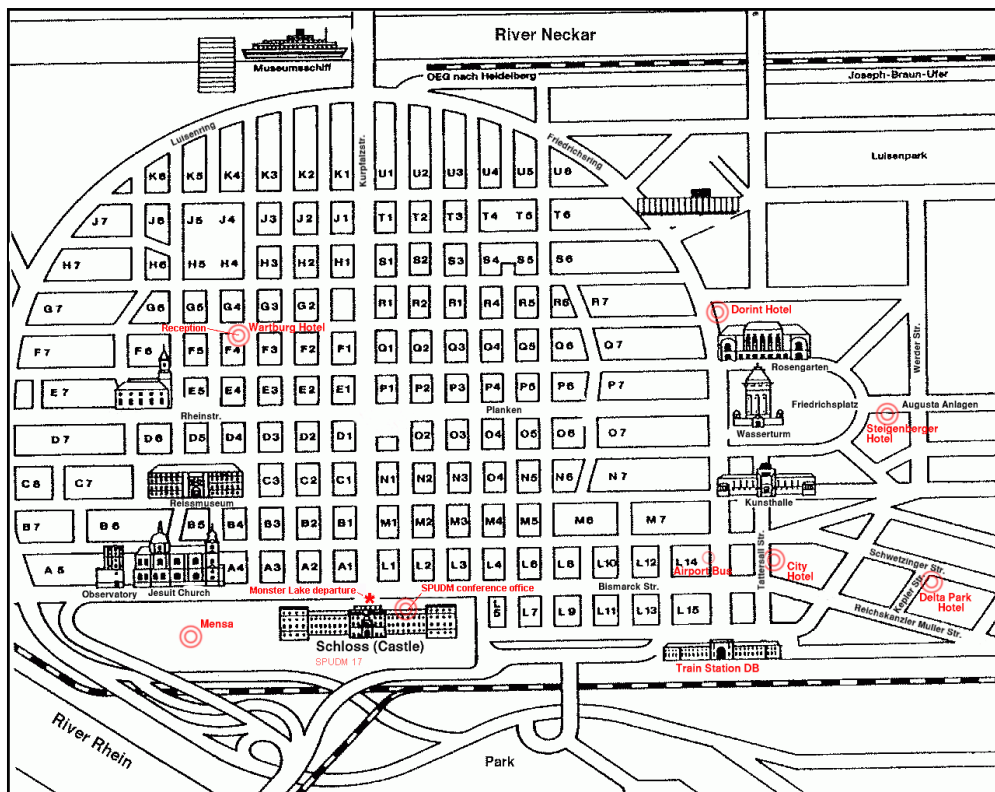 River Neckar
Museumsschiff
OEG nach Heidelberg
Joseph-Braun-Ufer
Luisenring
Kurpfalzstr.
Friedrichsring
Luisenpark
K6 K5 K4 K3 K2 K1 U1 U2 U3 U4 U5 U6
J7 J6 J5 J4 J3 J2 J1 T1 T2 T3 T4 T5 T6
H7 H6 H5 H4 H3 H2 H1 S1 S2 S3 S4 S5 S6
G7 G6 G5 G4 G3 G2 R1 R2 R1 R4 R5 R6 R7
Dorint Hotel
Reception
Wartburg Hotel
Werder Str.
F7 F6 F5 F4 F3 F2 F1 Q1 Q2 Q3 Q4 Q5 Q6 Q7
Rosengarten
E7 E5 E4 E3 E2 E1 P1 P2 P3 P4 P5 P6 P7
Rheinstr.
Planken
Friedrichsplatz
Augusta Anlagen
Steigenberger
Hotel
D7 D6 D5 D4 D3 D2 D1 O2 O3 O4 O5 O6 O7
Wasserturm
C8 C7 C3 C2 C1 N1 N2 N3 O4 N5 N6 N7
Reissmuseum
Kunsthalle
B7 B6 B5 B4 B3 B2 B1 M1 M2 M3 M4 M5 M6 M7
Tattersall Str.
Schwetzinger Str.
A5 A4 A3 A2 A1 L1 L2 L3 L4 L6 L8 L10 L12 L14
Airport Bus
City
Hotel
Observatory
Jesuit Church
Monster Lake departure
SPUDM conference office
Bismarck Str.
Kepler Str.
Delta Park
Hotel
L5 L7 L9 L11 L13 L15
Reichskanzler Muller Str.
Mensa
Schloss (Castle)
SPUDM 17
Train Station DB
River Rhein
Park